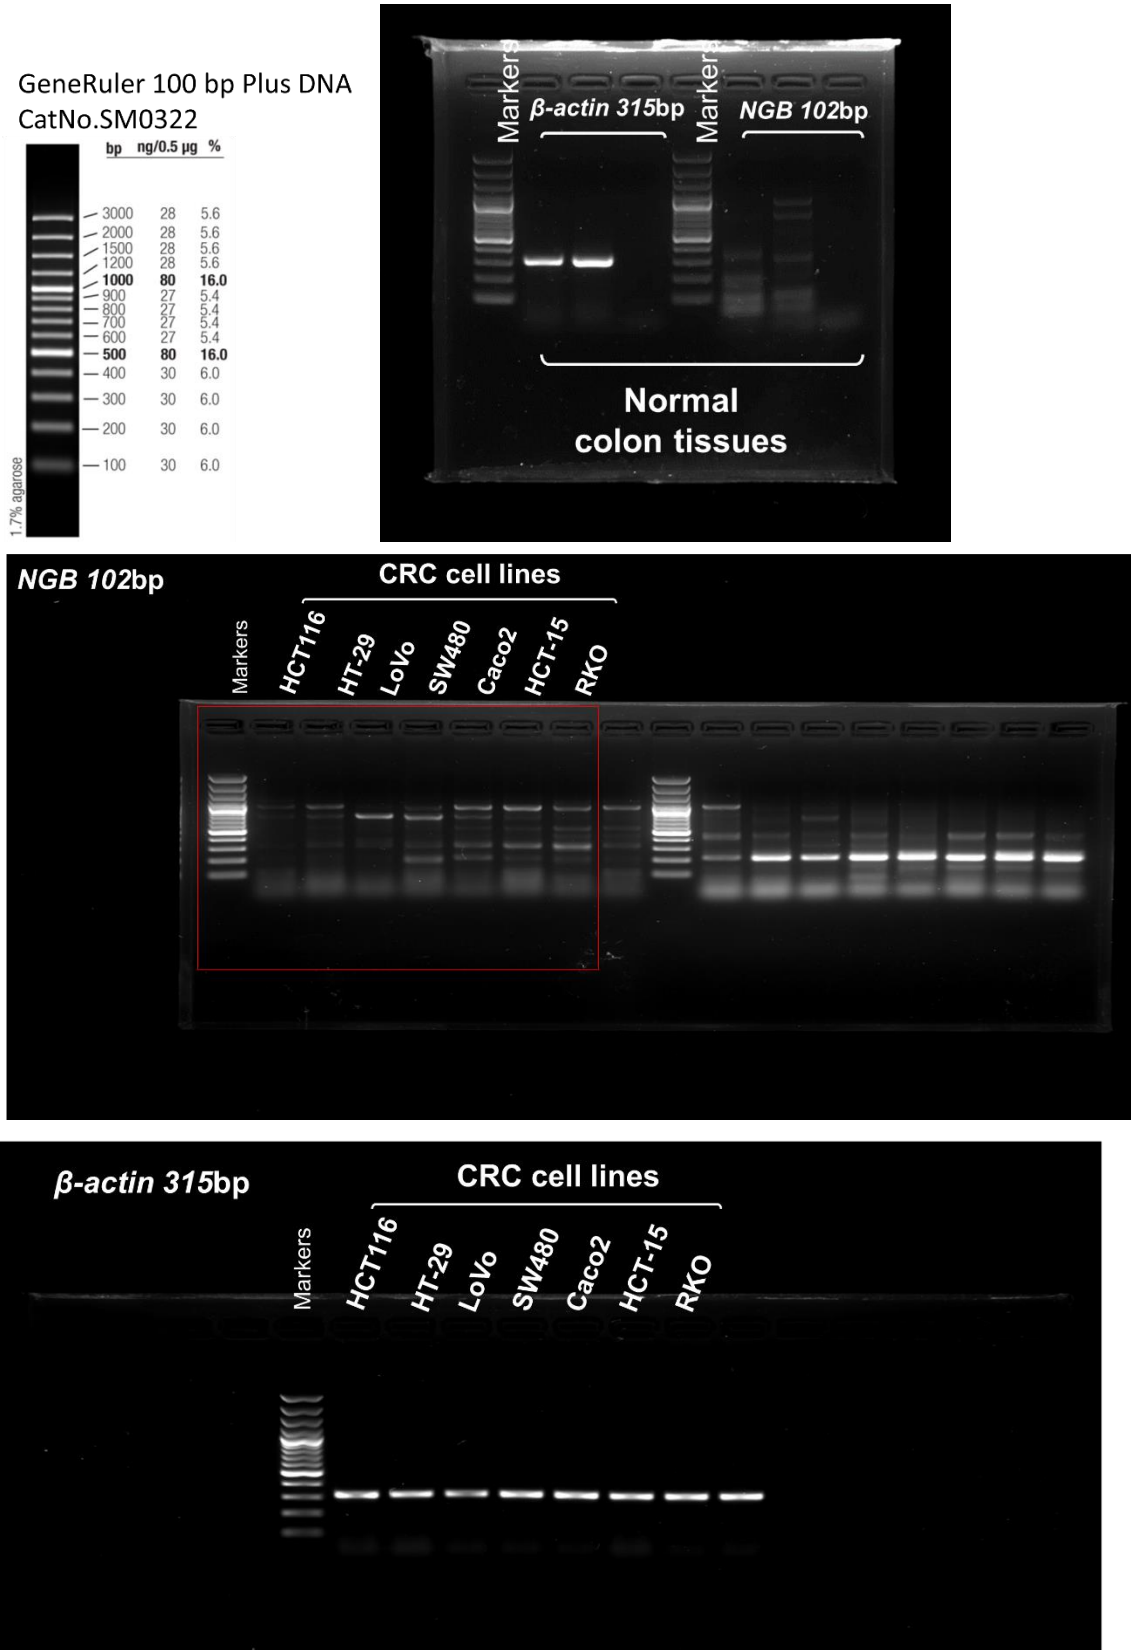 GeneRuler 100 bp Plus DNA
CatNo.SM0322
bp ng/0.5 µg %
3000 28 5.6
2000 28 5.6
1500 28 5.6
1200 28 5.6
1000 80 16.0
900 27 5.4
800 27 5.4
700 27 5.4
600 27 5.4
500 80 16.0
400 30 6.0
300 30 6.0
200 30 6.0
100 30 6.0
1.7% agarose
Markers
β-actin 315bp
Markers
NGB 102bp
Normal
colon tissues
NGB 102bp
CRC cell lines
Markers
HCT116
HT-29
LoVo
SW480
Caco2
HCT-15
RKO
β-actin 315bp
CRC cell lines
Markers
HCT116
HT-29
LoVo
SW480
Caco2
HCT-15
RKO